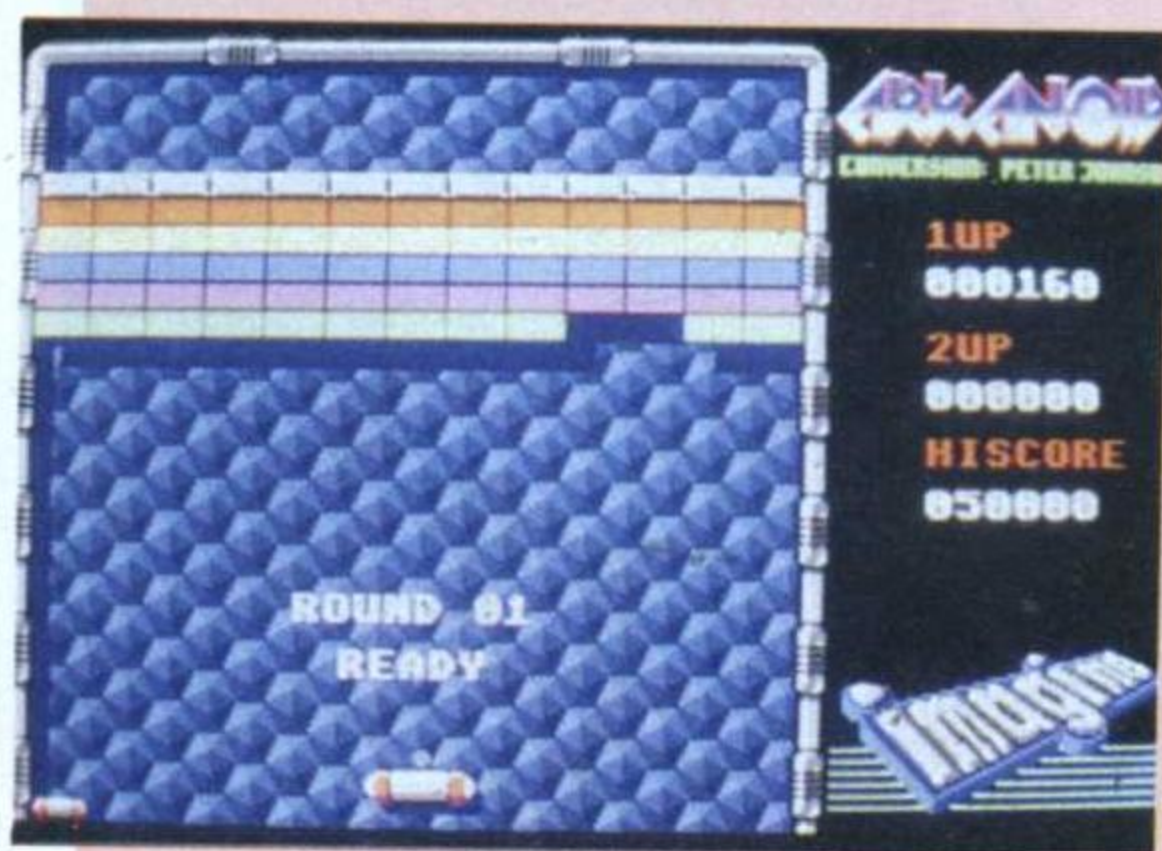 ARKANOID
CONVERSION: PETER JOHNSON
1UP
000160
2UP
000000
HISCORE
050000
ROUND 01
READY
imagine